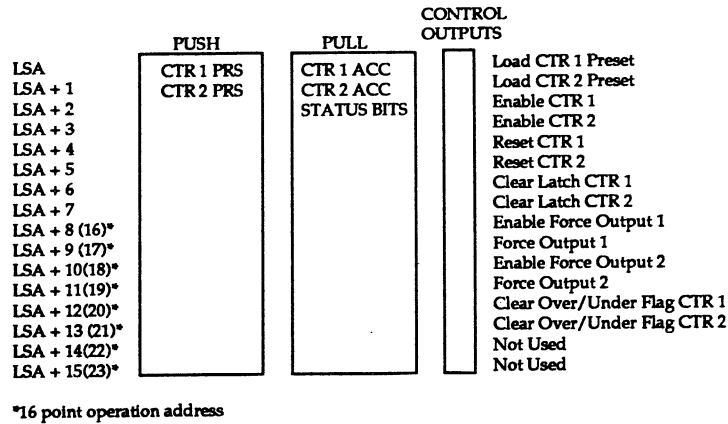 CONTROL
PUSH PULL OUTPUTS
LSA CTR 1 PRS CTR 1 ACC Load CTR 1 Preset
LSA + 1 CTR 2 PRS CTR 2 ACC Load CTR 2 Preset
LSA + 2 STATUS BITS Enable CTR 1
LSA + 3 Enable CTR 2
LSA + 4 Reset CTR 1
LSA + 5 Reset CTR 2
LSA + 6 Clear Latch CTR 1
LSA + 7 Clear Latch CTR 2
LSA + 8 (16)* Enable Force Output 1
LSA + 9 (17)* Force Output 1
LSA + 10(18)* Enable Force Output 2
LSA + 11(19)* Force Output 2
LSA + 12(20)* Clear Over/Under Flag CTR 1
LSA + 13 (21)* Clear Over/Under Flag CTR 2
LSA + 14(22)* Not Used
LSA + 15(23)* Not Used
*16 point operation address